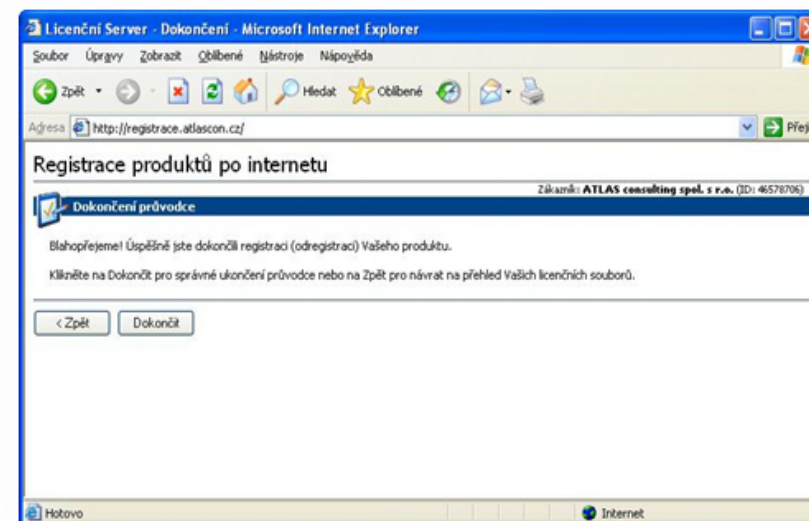 Licenční Server - Dokončení - Microsoft Internet Explorer
Soubor Úpravy Zobrazit Oblíbené Nástroje Nápověda
Zpět Hledat Oblíbené
Adresa http://registrace.atlascon.cz/ Přejí
Registrace produktů po internetu
Zákazník: ATLAS consulting spol. s r.o. (ID: 46578706)
Dokončení průvodce
Blahopřejeme! Úspěšně jste dokončili registraci (odregistraci) Vašeho produktu.
Klikněte na Dokončit pro správné ukončení průvodce nebo na Zpět pro návrat na přehled Vašich licenčních souborů.
< Zpět Dokončit
Hotovo Internet